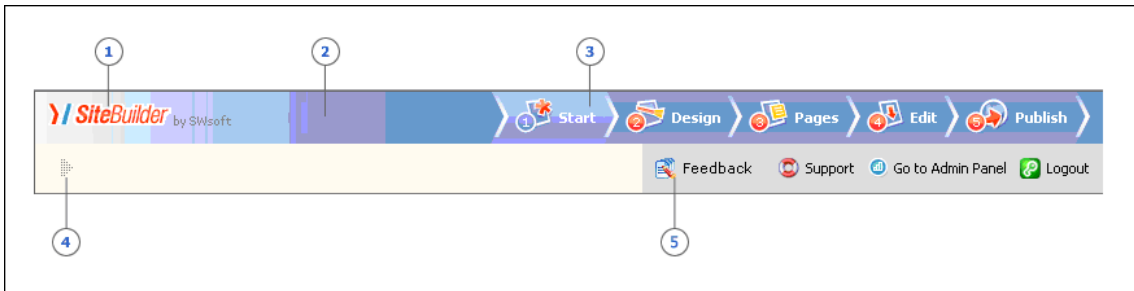 1 2 3
SiteBuilder by SWsoft 1 Start 2 Design 3 Pages 4 Edit 5 Publish
Feedback Support Go to Admin Panel Logout
4 5